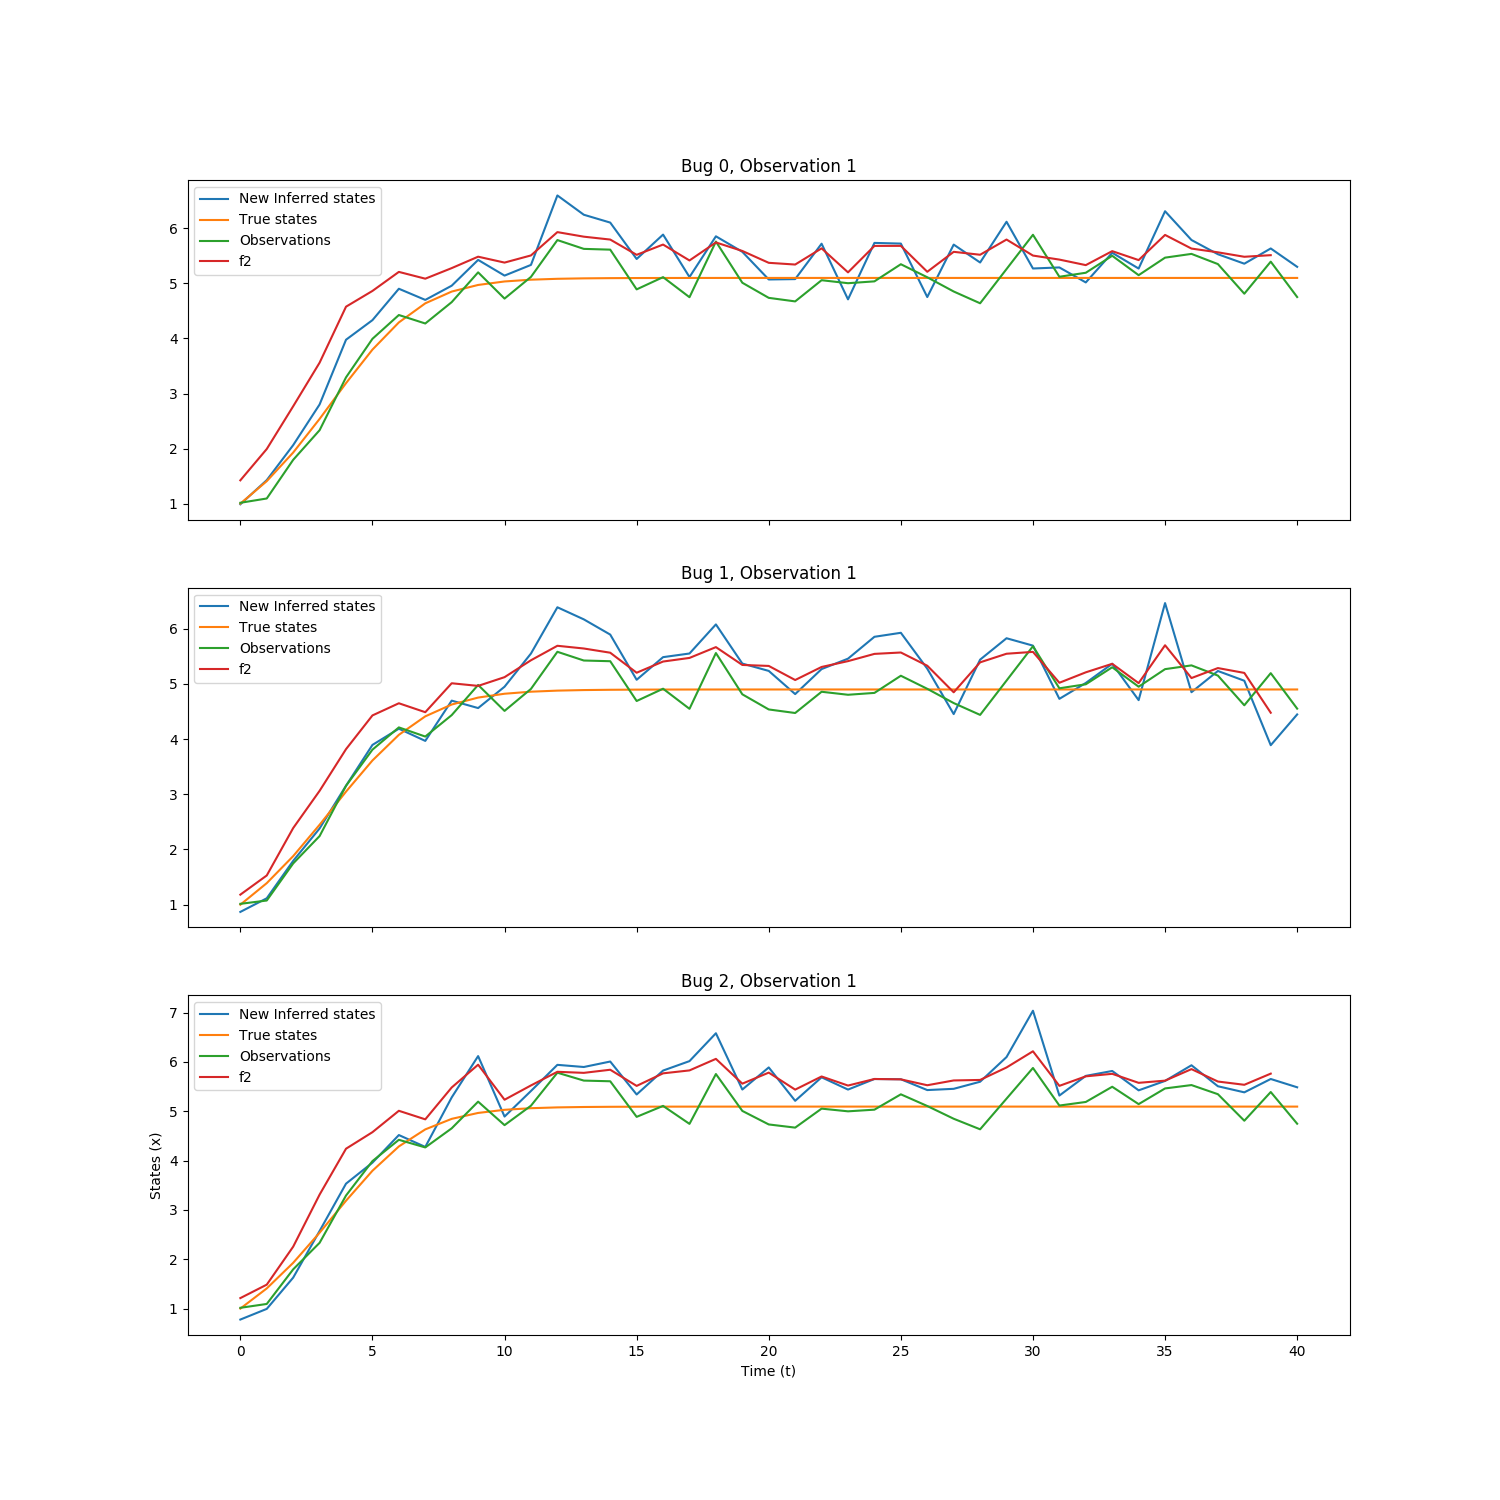 Bug 0, Observation 1
New Inferred states
True states
Observations
f2
6
5
4
3
2
1
Bug 1, Observation 1
New Inferred states
True states
Observations
f2
6
5
4
3
2
1
Bug 2, Observation 1
New Inferred states
True states
Observations
f2
7
6
5
4
3
2
1
States (x)
0 5 10 15 20 25 30 35 40
Time (t)